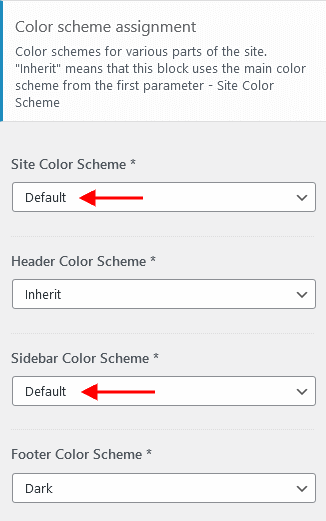 Color scheme assignment
Color schemes for various parts of the site.
"Inherit" means that this block uses the main color
scheme from the first parameter - Site Color
Scheme
Site Color Scheme *
Default
Header Color Scheme *
Inherit
Sidebar Color Scheme *
Default
Footer Color Scheme *
Dark